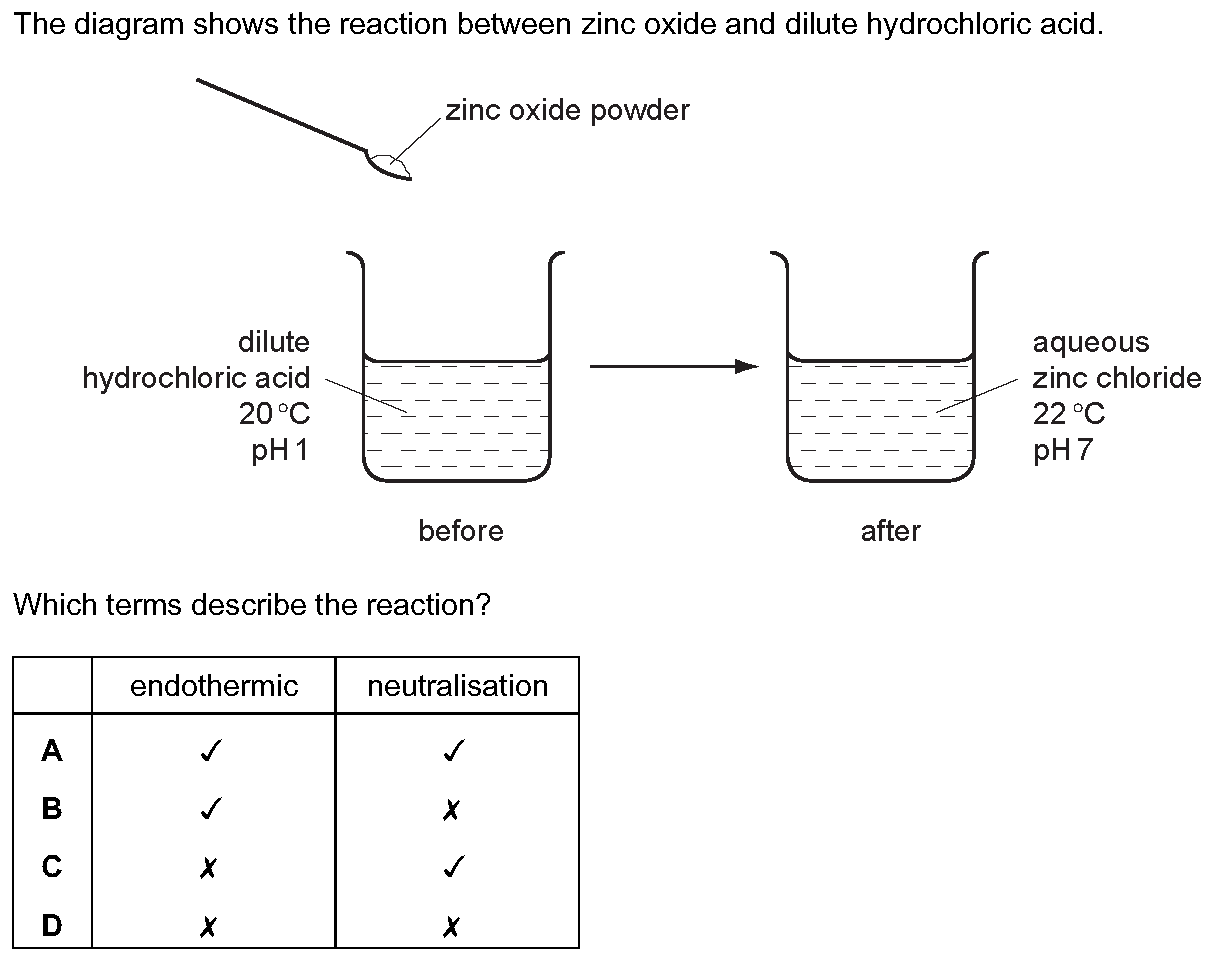 The diagram shows the reaction between zinc oxide and dilute hydrochloric acid.
zinc oxide powder
dilute
hydrochloric acid
20 °C
pH 1
aqueous
zinc chloride
22 °C
pH 7
before
after
Which terms describe the reaction?
endothermic neutralisation
A ✓ ✓
B ✓ ✗
C ✗ ✓
D ✗ ✗